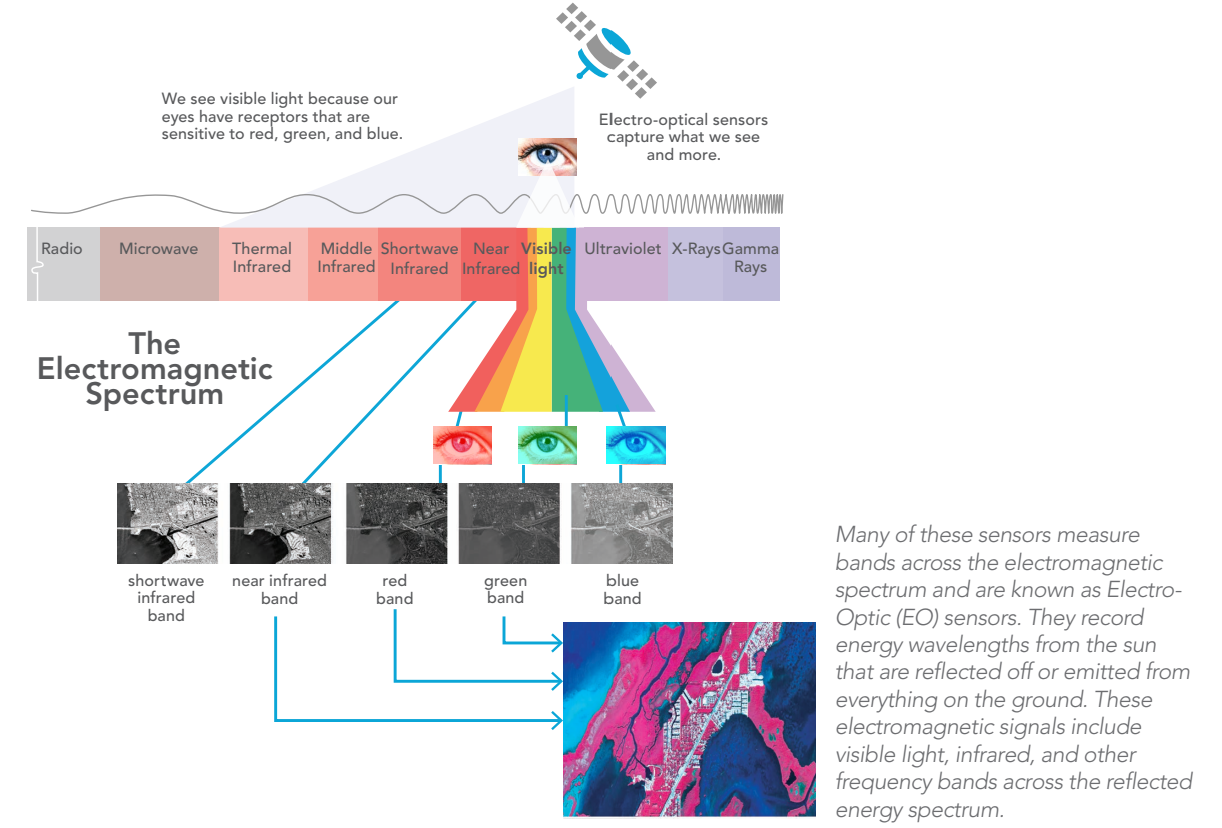 We see visible light because our
eyes have receptors that are
sensitive to red, green, and blue.
Electro-optical sensors
capture what we see
and more.
Radio
Microwave
Thermal
Infrared
Middle
Infrared
Shortwave
Infrared
Near
Infrared
Visible
light
Ultraviolet
X-Rays
Gamma
Rays
The
Electromagnetic
Spectrum
shortwave
infrared
band
near infrared
band
red
band
green
band
blue
band
Many of these sensors measure
bands across the electromagnetic
spectrum and are known as Electro-
Optic (EO) sensors. They record
energy wavelengths from the sun
that are reflected off or emitted from
everything on the ground. These
electromagnetic signals include
visible light, infrared, and other
frequency bands across the reflected
energy spectrum.